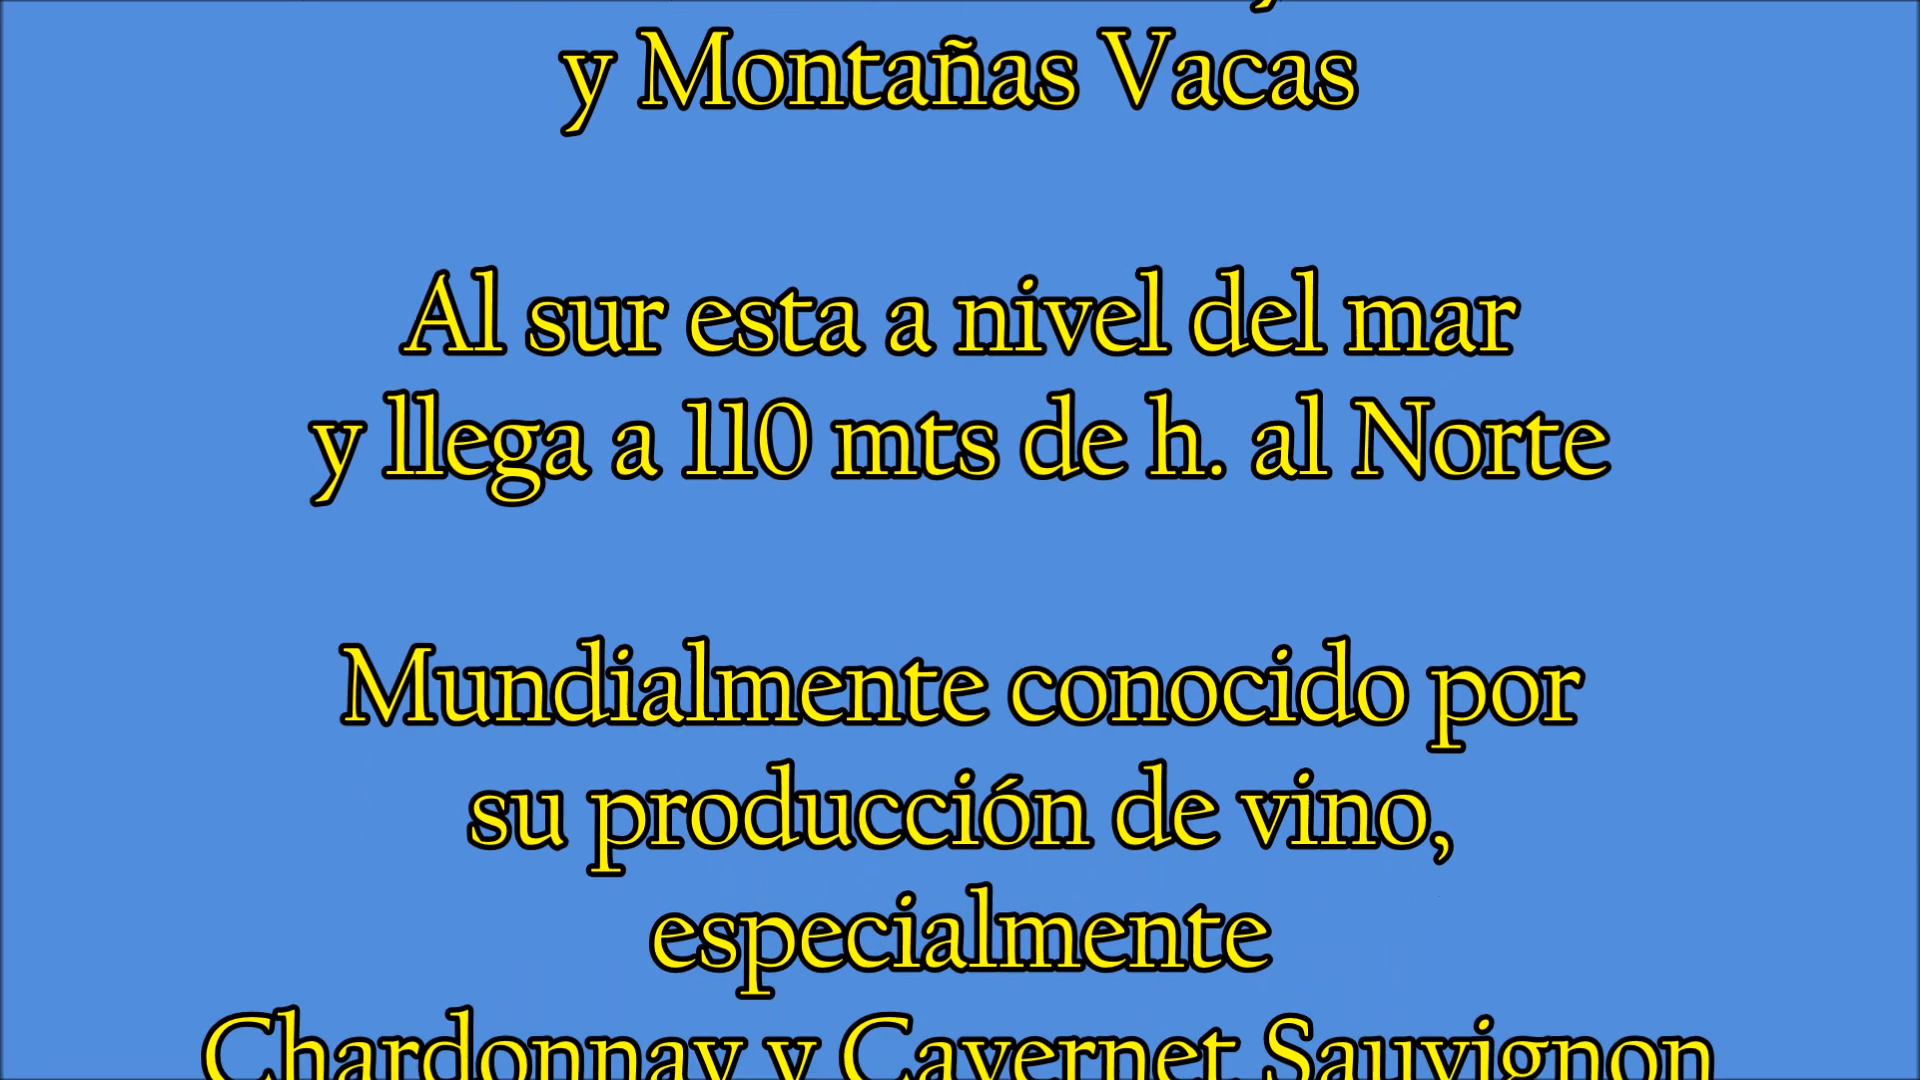 y Montañas Vacas
Al sur esta a nivel del mar
y llega a 110 mts de h. al Norte
Mundialmente conocido por
su producción de vino,
especialmente
Chardonnay y Cavernet Sauvignon